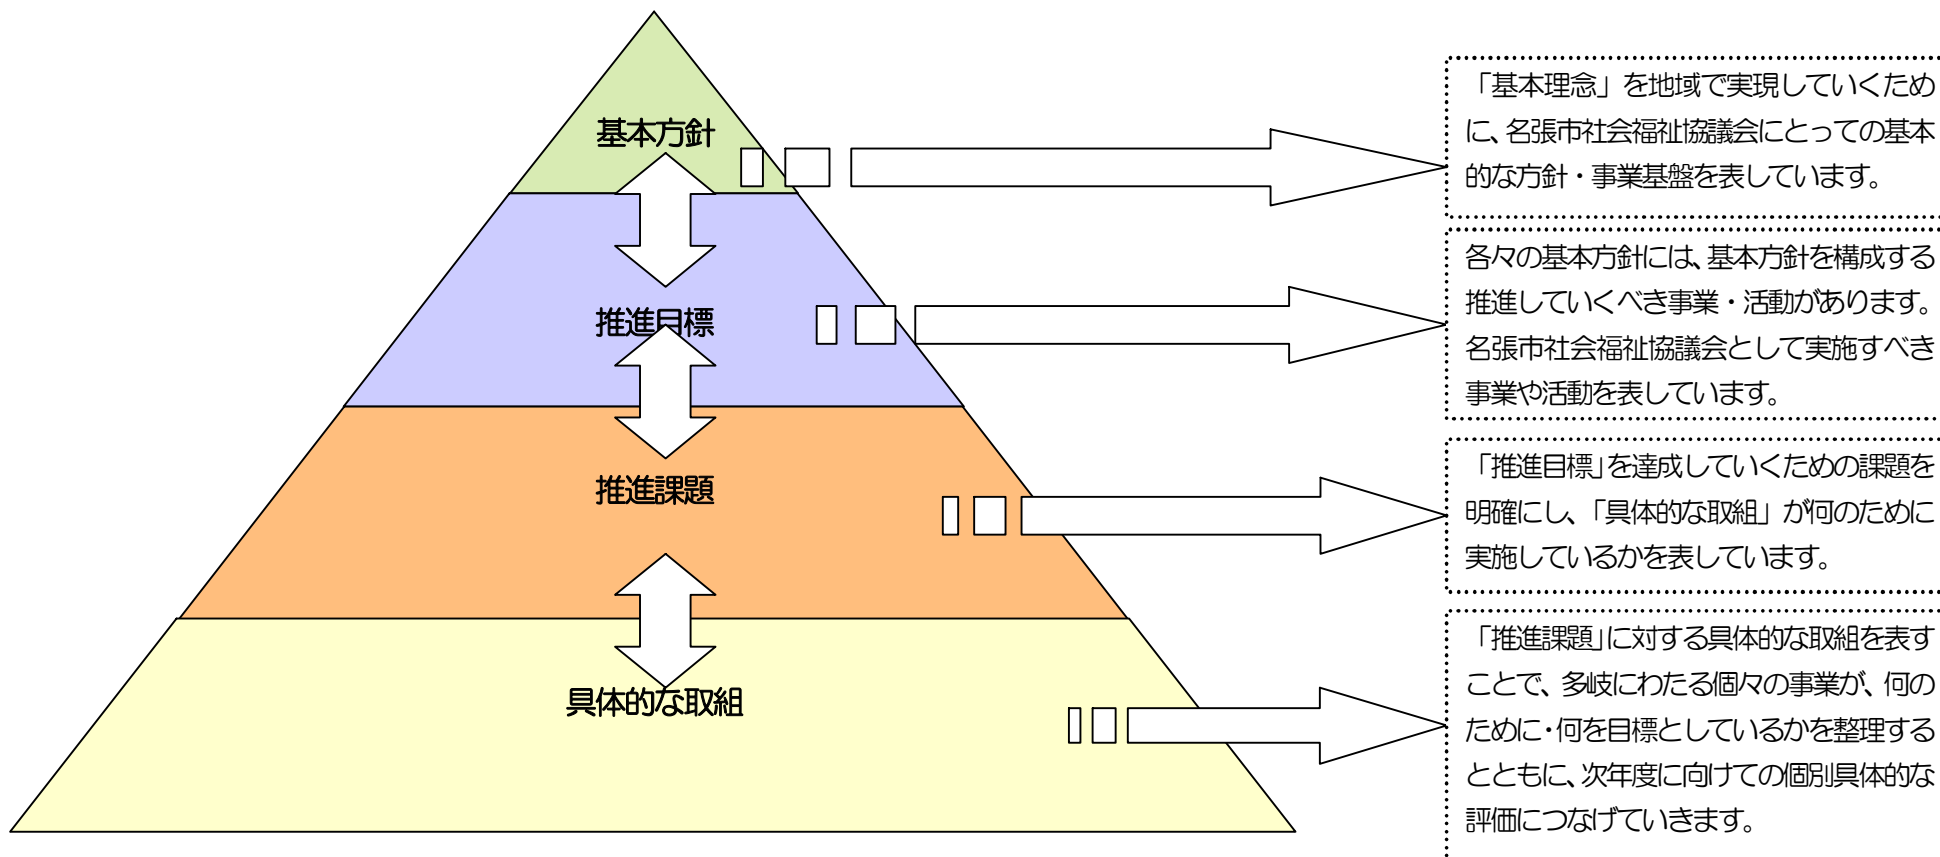 基本方針
推進目標
推進課題
具体的な取組
「基本理念」を地域で実現していくため
に、名張市社会福祉協議会にとっての基本
的な方針・事業基盤を表しています。
各々の基本方針には、基本方針を構成する
推進していくべき事業・活動があります。
名張市社会福祉協議会として実施すべき
事業や活動を表しています。
「推進目標」を達成していくための課題を
明確にし、「具体的な取組」が何のために
実施しているかを表しています。
「推進課題」に対する具体的な取組を表す
ことで、多岐にわたる個々の事業が、何の
ために・何を目標としているかを整理する
とともに、次年度に向けての個別具体的な
評価につなげていきます。